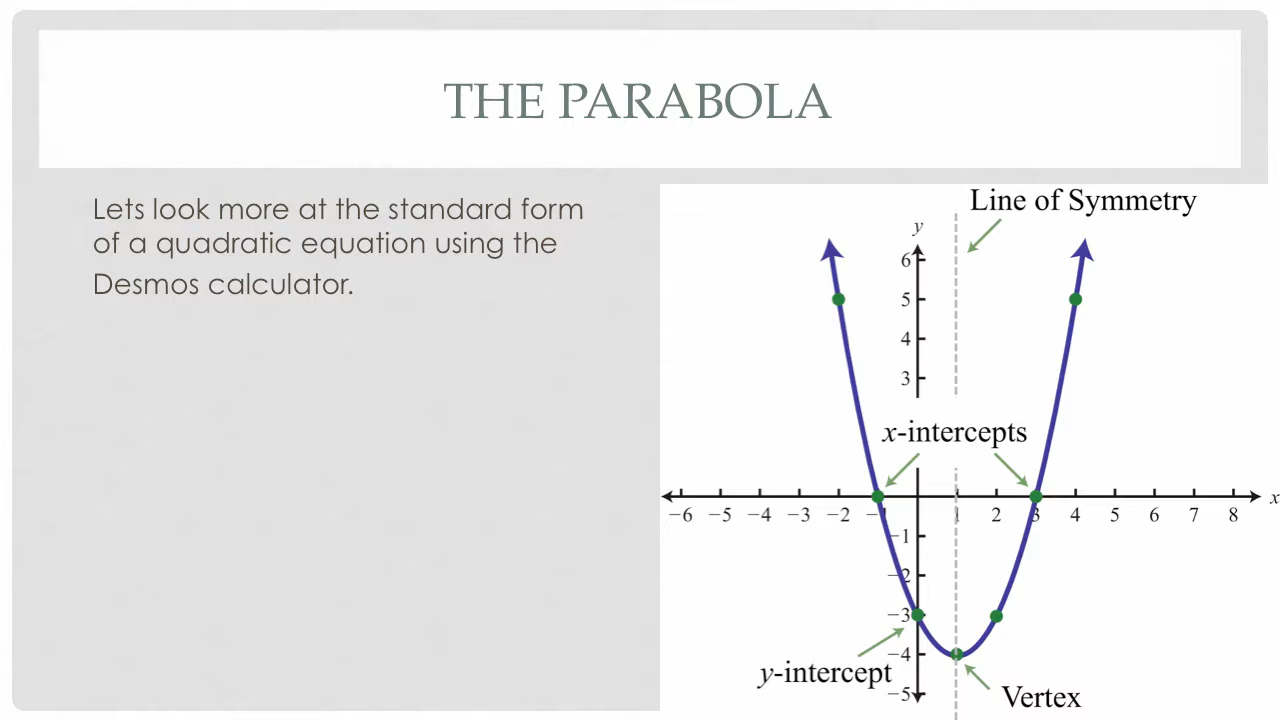 THE PARABOLA
Lets look more at the standard form
of a quadratic equation using the
Desmos calculator.
Line of Symmetry
y
6
5
4
3
x-intercepts
x
−6 −5 −4 −3 −2 −1 1 2 3 4 5 6 7 8
−1
−2
−3
−4
y-intercept
−5
Vertex